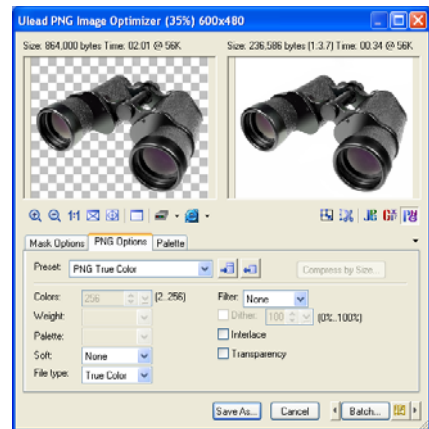 Ulead PNG Image Optimizer (35%) 600x480
Size: 864,000 bytes Time: 02:01 @ 56K Size: 236,586 bytes (1:3.7) Time: 00:34 @ 56K
1:1
Mask Options PNG Options Palette
Preset: PNG True Color Compress by Size...
Colors: 256 (2..256) Filter: None
Weight: Dither: 100 (0%..100%)
Palette: Interlace
Soft: None Transparency
File type: True Color
Save As... Cancel Batch...